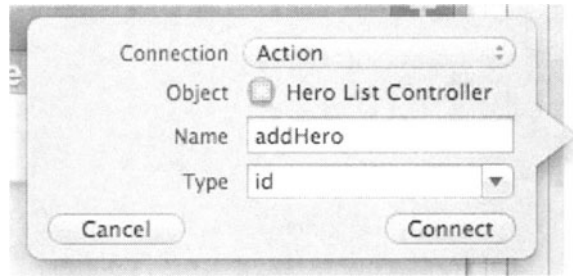 Connection Action
Object Hero List Controller
Name addHero
Type id
Cancel Connect